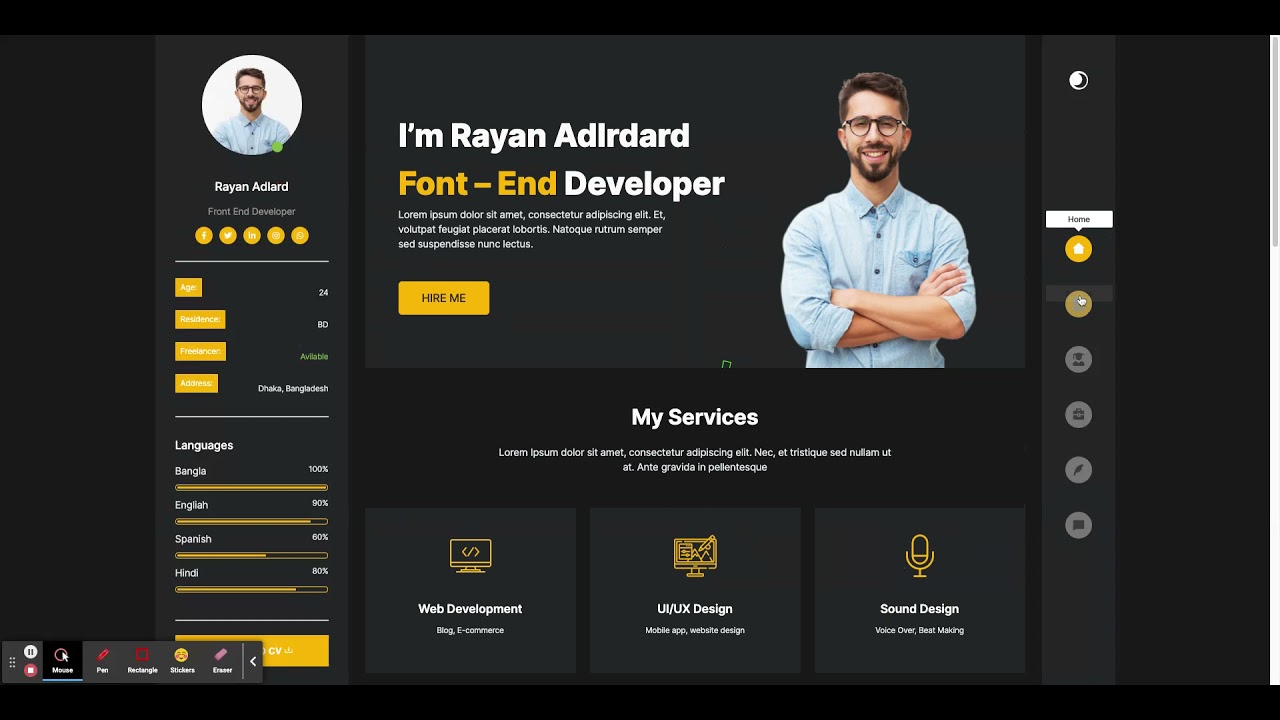 Rayan Adlard
Front End Developer
Age:
24
Residence:
BD
Freelancer:
Avilable
Address:
Dhaka, Bangladesh
Languages
Bangla
100%
Engliah
90%
Spanish
60%
Hindi
80%
CV
I'm Rayan Adlrdard
Font – End Developer
Lorem ipsum dolor sit amet, consectetur adipiscing elit. Et,
volutpat feugiat placerat lobortis. Natoque rutrum semper
sed suspendisse nunc lectus.
HIRE ME
My Services
Lorem Ipsum dolor sit amet, consectetur adipiscing elit. Nec, et tristique sed nullam ut
at. Ante gravida in pellentesque
Web Development
Blog, E-commerce
UI/UX Design
Mobile app, website design
Sound Design
Voice Over, Beat Making
Home
Mouse
Pen
Rectangle
Stickers
Eraser